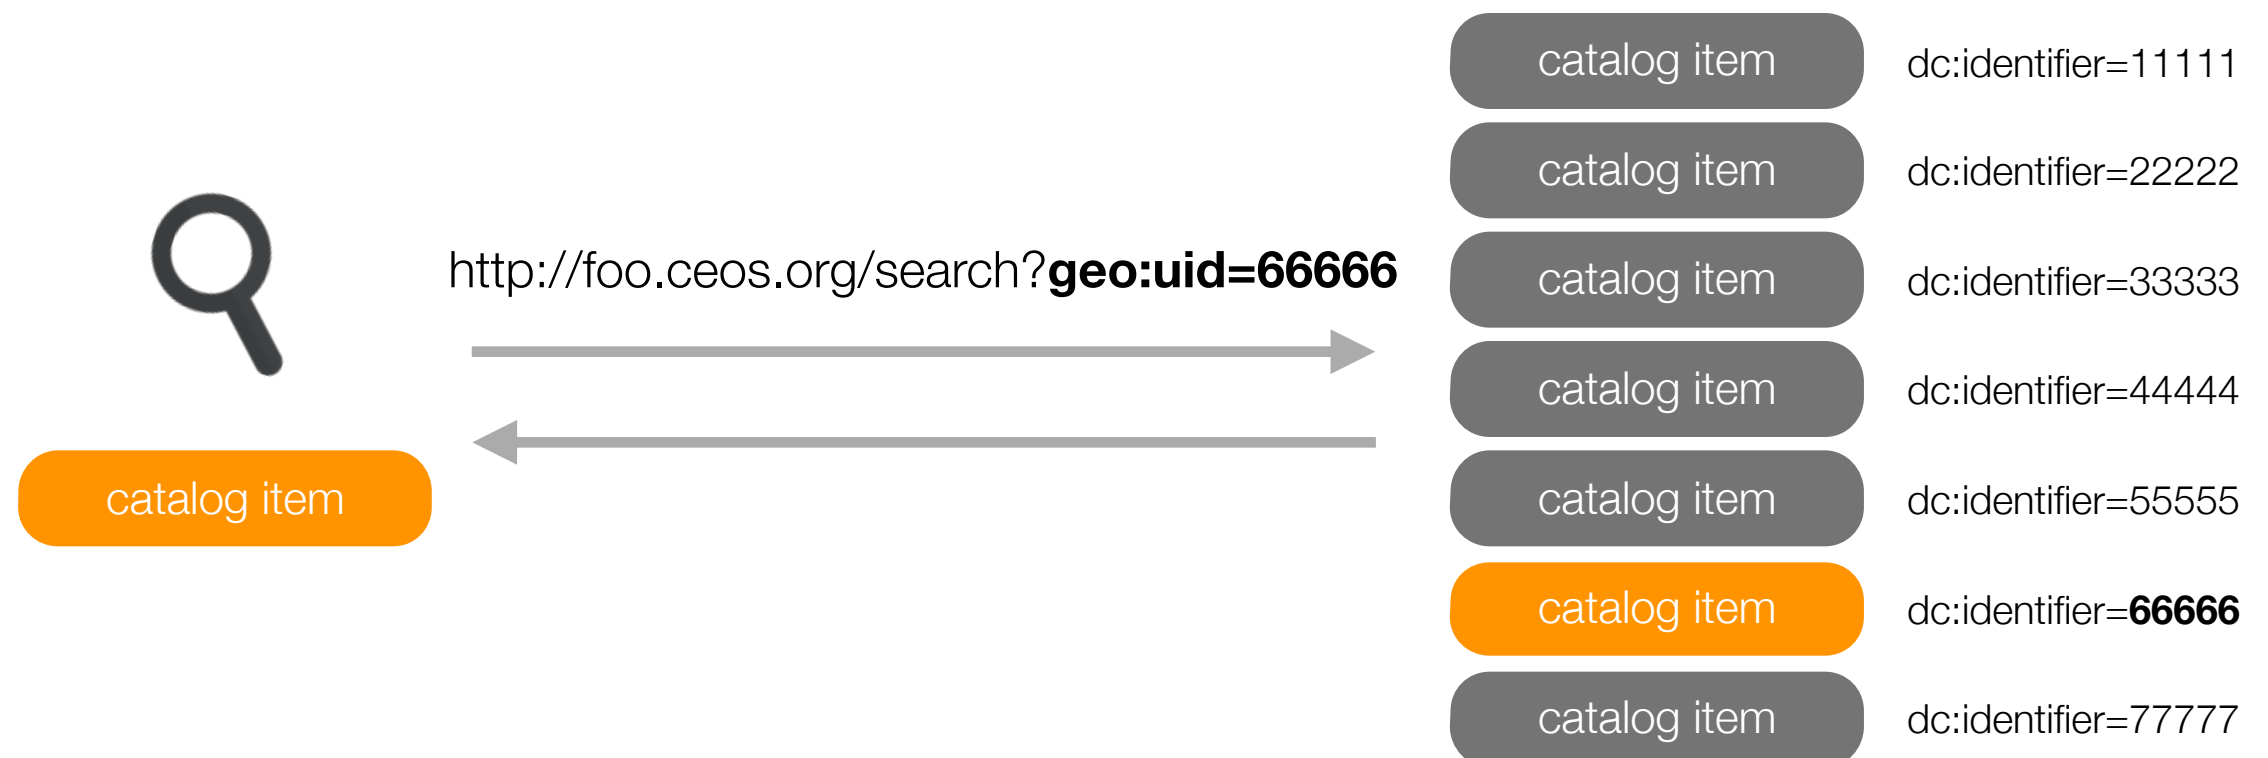 catalog item dc:identifier=11111
catalog item dc:identifier=22222
http://foo.ceos.org/search?geo:uid=66666
catalog item dc:identifier=33333
catalog item dc:identifier=44444
catalog item
catalog item dc:identifier=55555
catalog item dc:identifier=66666
catalog item dc:identifier=77777